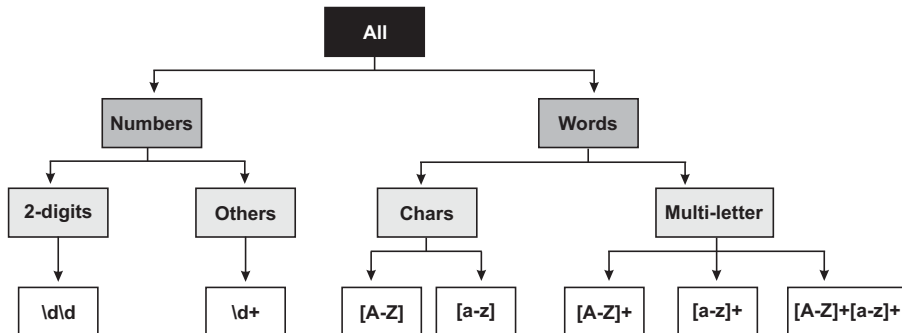 All
Numbers
Words
2-digits
Others
Chars
Multi-letter
\d\d
\d+
[A-Z]
[a-z]
[A-Z]+
[a-z]+
[A-Z]+[a-z]+